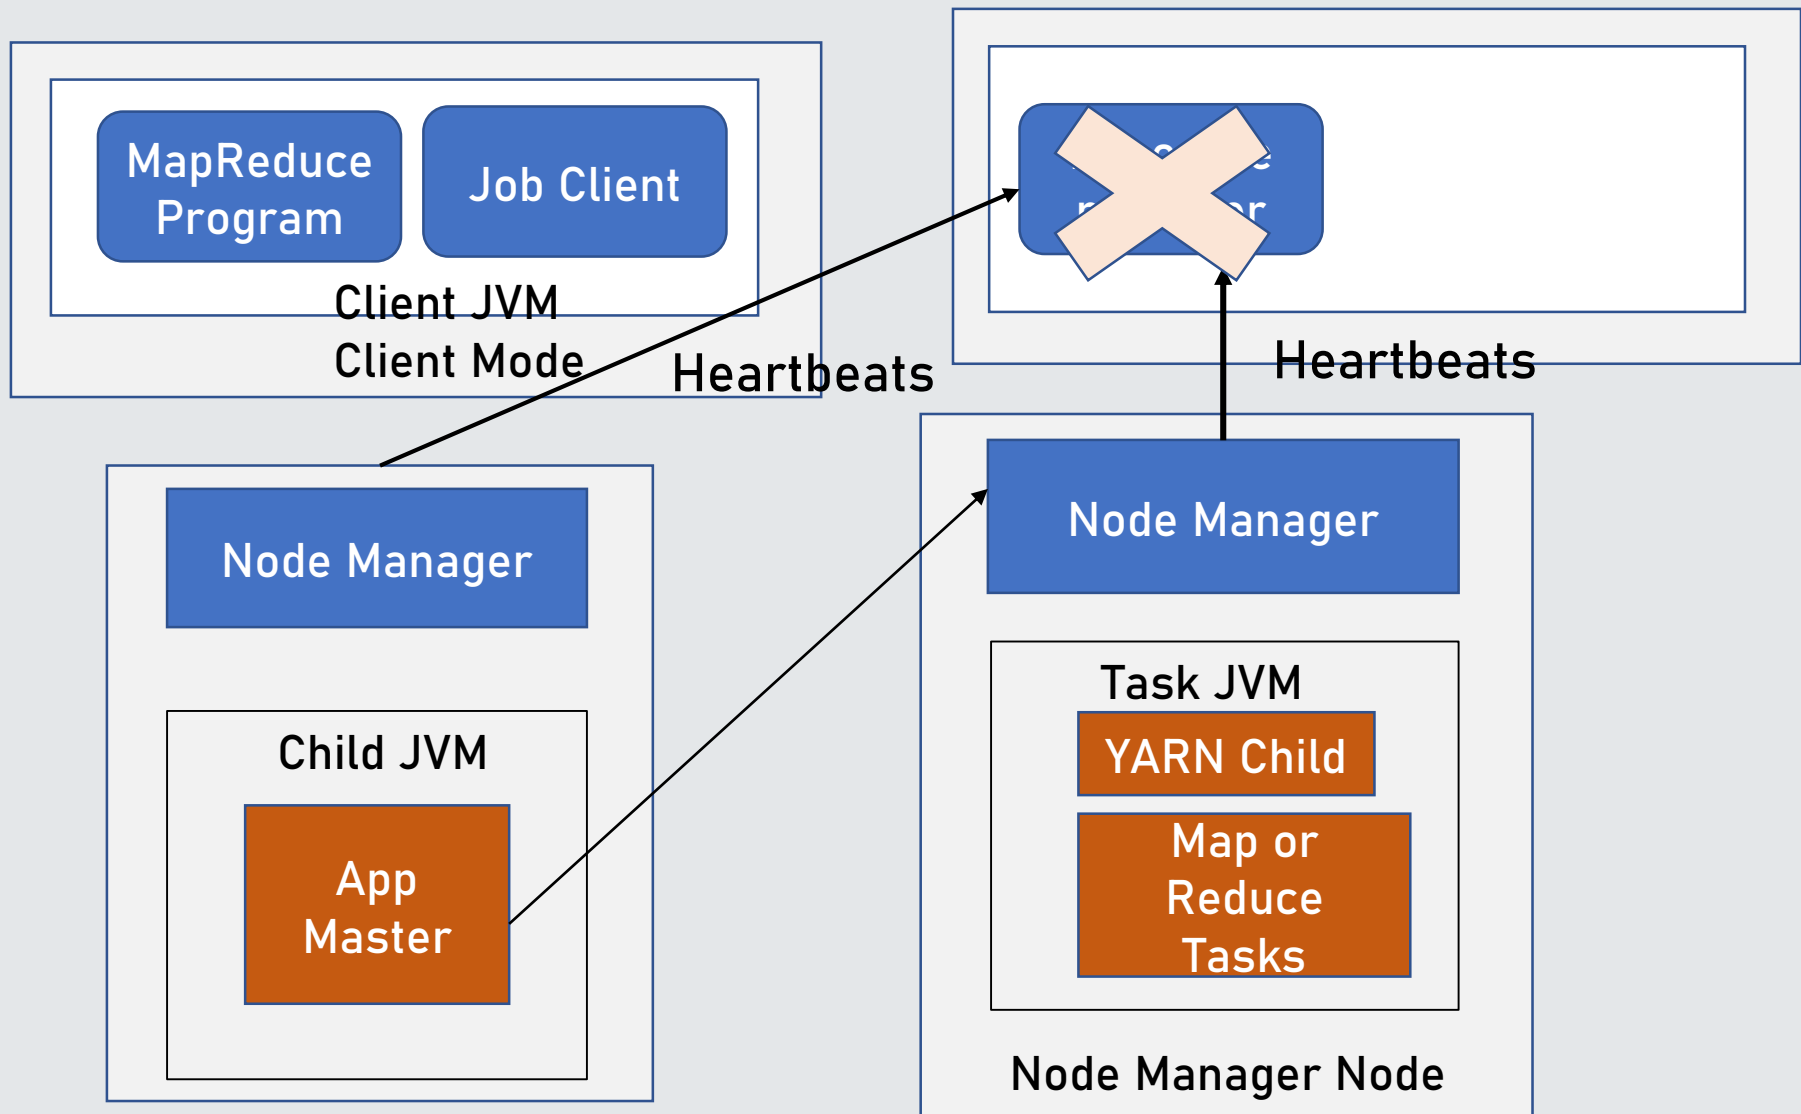 MapReduce
Program
Job Client
Client JVM
Client Mode
Heartbeats
Heartbeats
Node Manager
Node Manager
Child JVM
App
Master
Task JVM
YARN Child
Map or
Reduce
Tasks
Node Manager Node